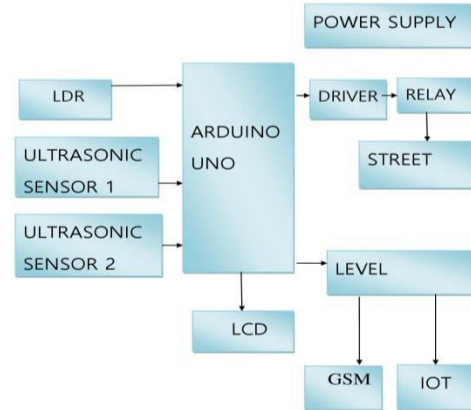 POWER SUPPLY
LDR
ARDUINO
UNO
DRIVER
RELAY
STREET
ULTRASONIC
SENSOR 1
ULTRASONIC
SENSOR 2
LEVEL
LCD
GSM
IOT